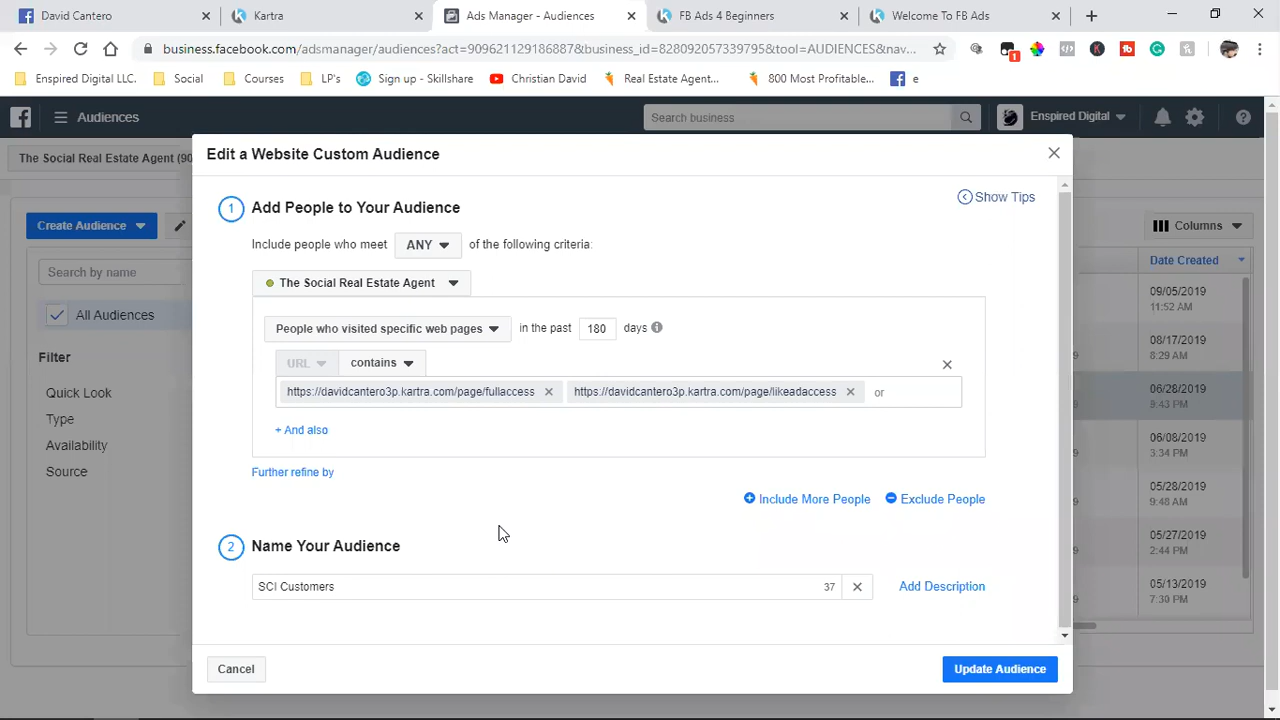 David Cantero
Kartra
Ads Manager - Audiences
FB Ads 4 Beginners
Welcome To FB Ads
business.facebook.com/adsmanager/audiences?act=909621129186887&business_id=828092057339795&tool=AUDIENCES&nav...
1
Enspired Digital LLC.
Social
Courses
LP's
Sign up - Skillshare
Christian David
Real Estate Agent...
800 Most Profitable...
e
Audiences
Search business
Enspired Digital
The Social Real Estate Agent (90
Edit a Website Custom Audience
Show Tips
1 Add People to Your Audience
Create Audience
Columns
Include people who meet ANY of the following criteria:
Search by name
Date Created
The Social Real Estate Agent
09/05/2019
11:52 AM
All Audiences
People who visited specific web pages in the past 180 days
08/17/2019
8:29 AM
Filter
URL contains
Quick Look
https://davidcantero3p.kartra.com/page/fullaccess https://davidcantero3p.kartra.com/page/likeadaccess or
06/28/2019
9:43 PM
Type
+ And also
06/08/2019
3:34 PM
Availability
Source
Further refine by
05/28/2019
9:48 AM
Include More People Exclude People
05/27/2019
2:44 PM
2 Name Your Audience
05/13/2019
7:30 PM
SCI Customers 37 Add Description
Cancel
Update Audience